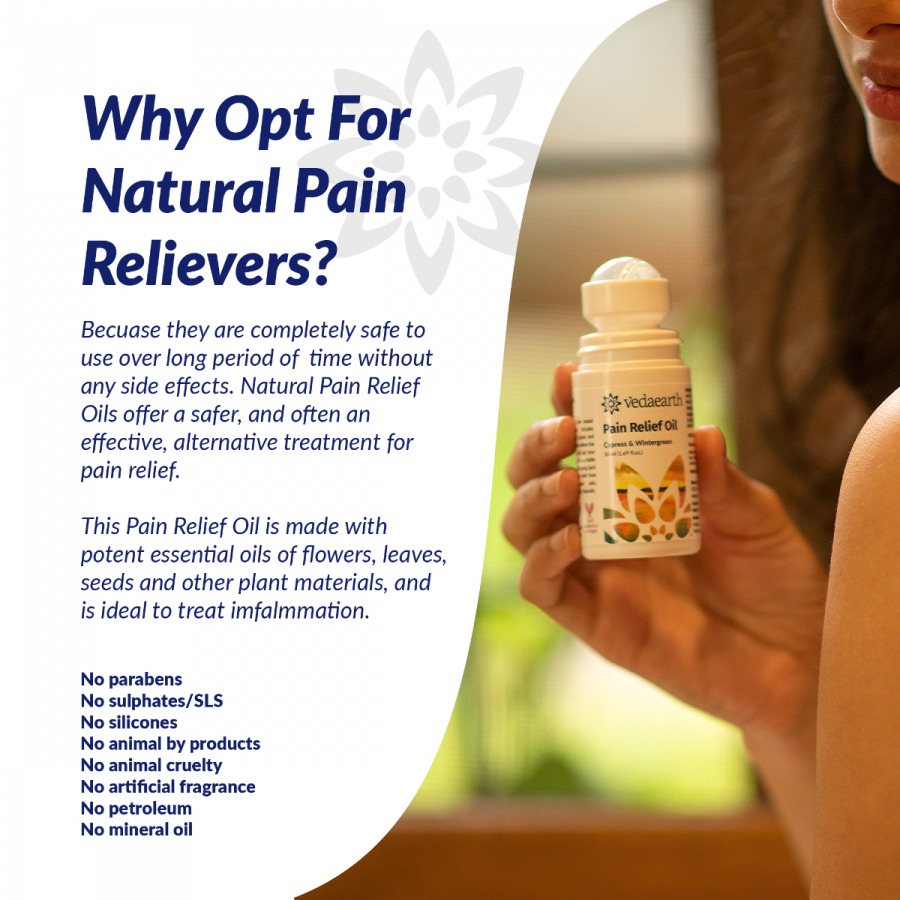 Why Opt For
Natural Pain
Relievers?
Becuase they are completely safe to
use over long period of time without
any side effects. Natural Pain Relief
Oils offer a safer, and often an
effective, alternative treatment for
pain relief.
This Pain Relief Oil is made with
potent essential oils of flowers, leaves,
seeds and other plant materials, and
is ideal to treat imfalmmation.
No parabens
No sulphates/SLS
No silicones
No animal by products
No animal cruelty
No artificial fragrance
No petroleum
No mineral oil
vedaearth
Pain Relief Oil
Cypress & Wintergreen